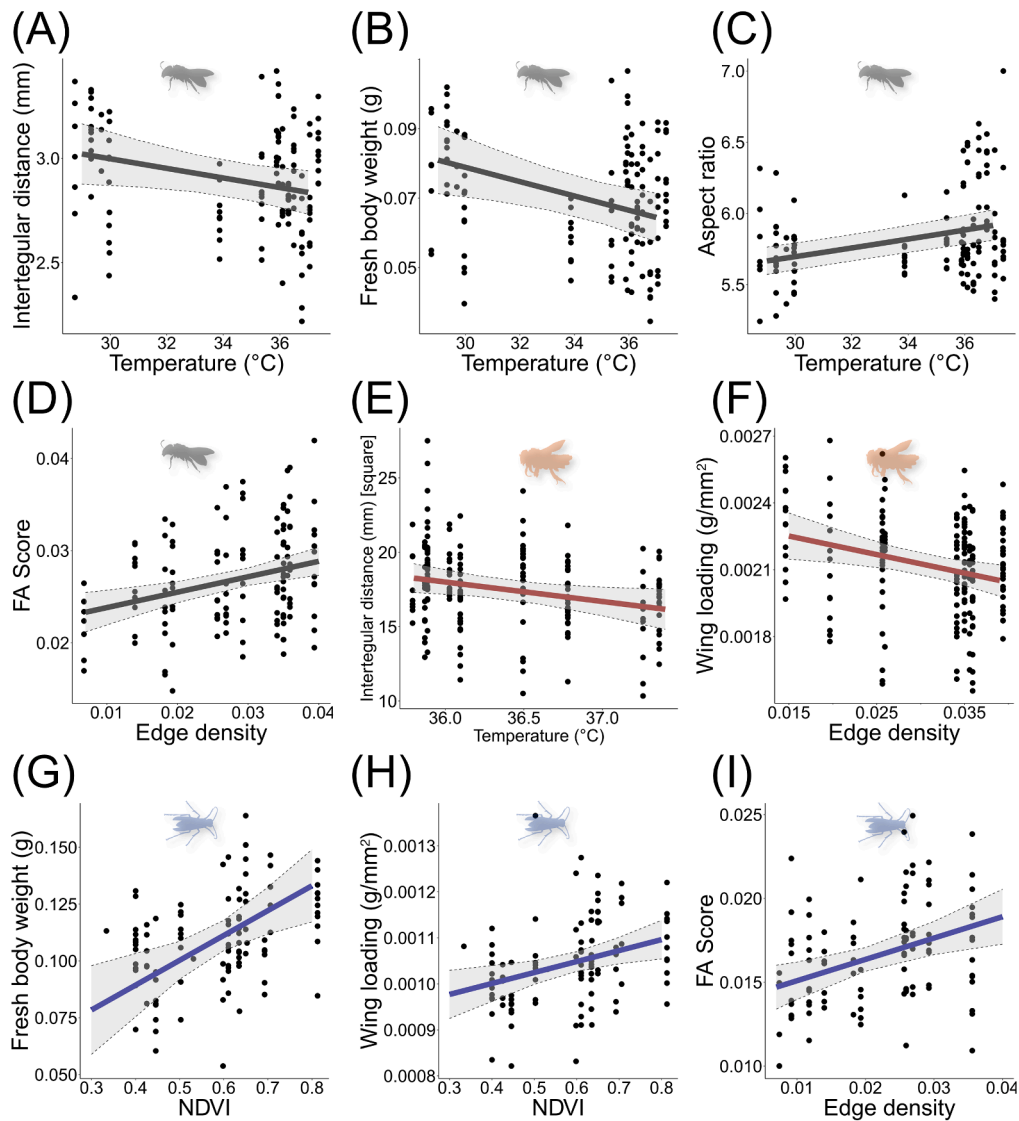 (A)
Intertegular distance (mm)
3.0
2.5
30 32 34 36
Temperature (°C)
(B)
Fresh body weight (g)
0.09
0.07
0.05
30 32 34 36
Temperature (°C)
(C)
Aspect ratio
7.0
6.5
6.0
5.5
30 32 34 36
Temperature (°C)
(D)
FA Score
0.04
0.03
0.02
0.01 0.02 0.03 0.04
Edge density
(E)
Intertegular distance (mm) [square]
25
20
15
10
36.0 36.5 37.0
Temperature (°C)
(F)
Wing loading (g/mm²)
0.0027
0.0024
0.0021
0.0018
0.015 0.025 0.035
Edge density
(G)
Fresh body weight (g)
0.150
0.125
0.100
0.075
0.050
0.3 0.4 0.5 0.6 0.7 0.8
NDVI
(H)
Wing loading (g/mm²)
0.0013
0.0012
0.0011
0.0010
0.0009
0.0008
0.3 0.4 0.5 0.6 0.7 0.8
NDVI
(I)
FA Score
0.025
0.020
0.015
0.010
0.01 0.02 0.03 0.04
Edge density